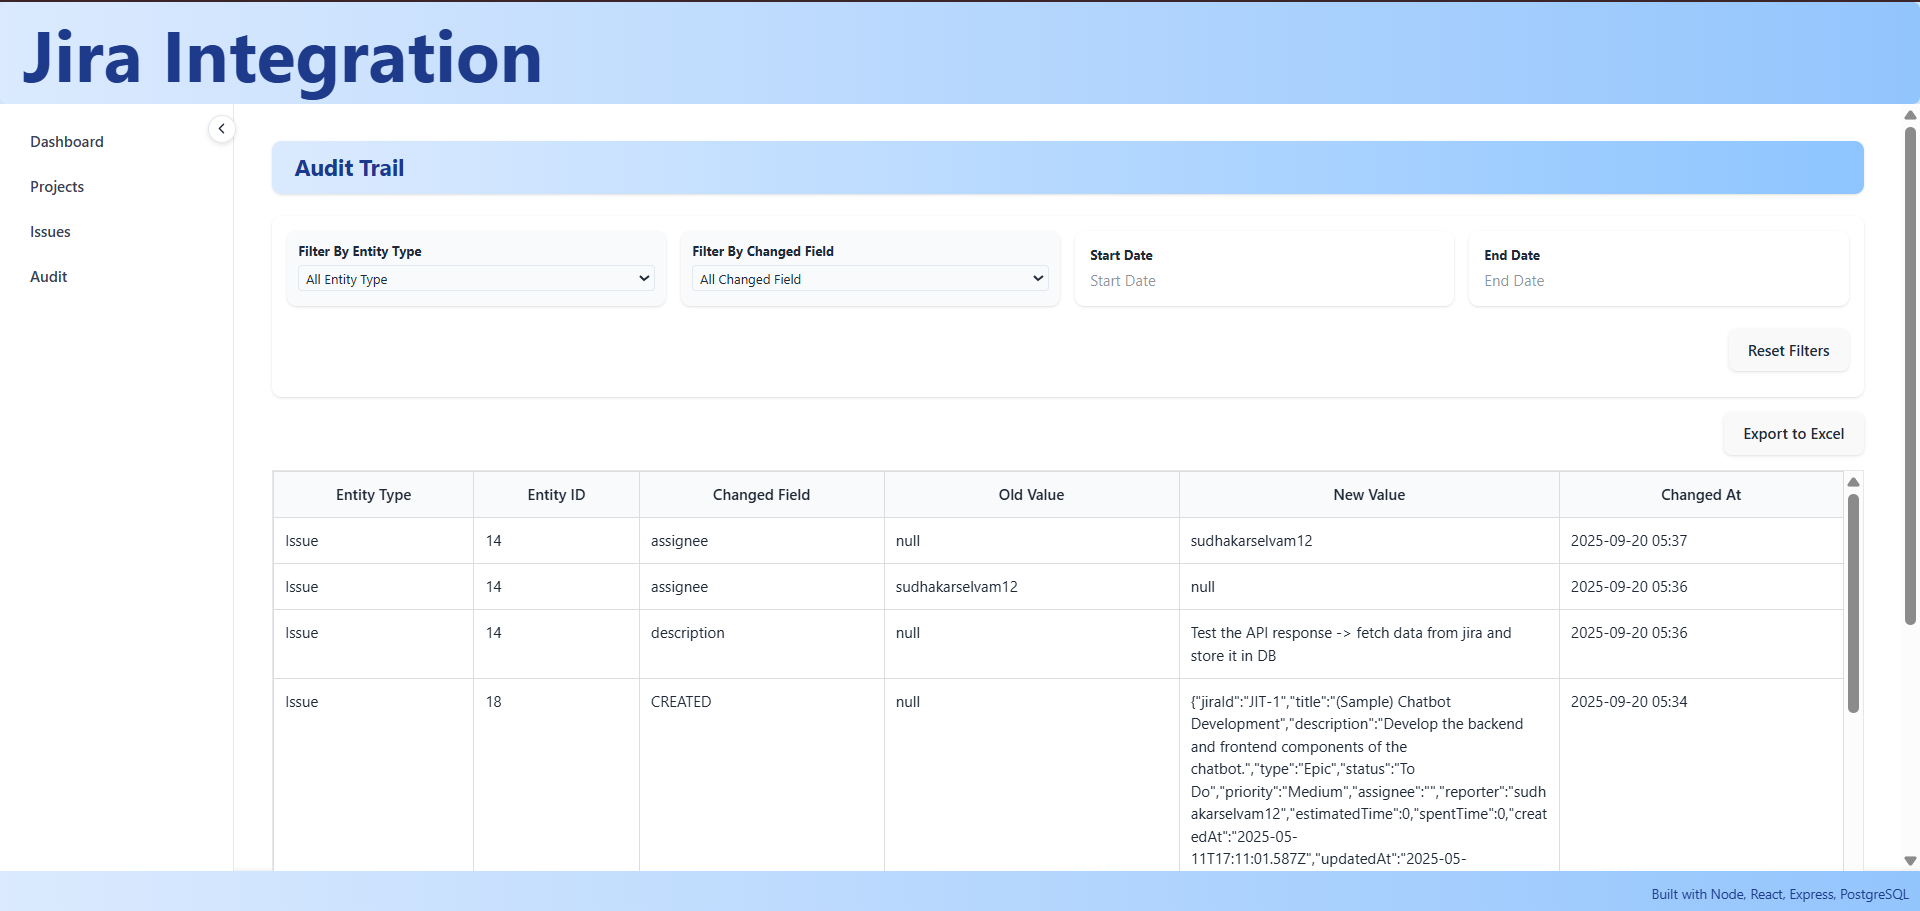 Jira Integration
Dashboard
Projects
Issues
Audit
Audit Trail
Filter By Entity Type
All Entity Type
Filter By Changed Field
All Changed Field
Start Date
Start Date
End Date
End Date
Reset Filters
Export to Excel
Entity Type Entity ID Changed Field Old Value New Value Changed At
Issue 14 assignee null sudhakarselvam12 2025-09-20 05:37
Issue 14 assignee sudhakarselvam12 null 2025-09-20 05:36
Issue 14 description null Test the API response -> fetch data from jira and 2025-09-20 05:36
store it in DB
Issue 18 CREATED null {"jiraId":"JIT-1","title":"(Sample) Chatbot 2025-09-20 05:34
Development","description":"Develop the backend
and frontend components of the
chatbot.","type":"Epic","status":"To
Do","priority":"Medium","assignee":"","reporter":"sudh
akarselvam12","estimatedTime":0,"spentTime":0,"creat
edAt":"2025-05-
11T17:11:01.587Z","updatedAt":"2025-05-
Built with Node, React, Express, PostgreSQL